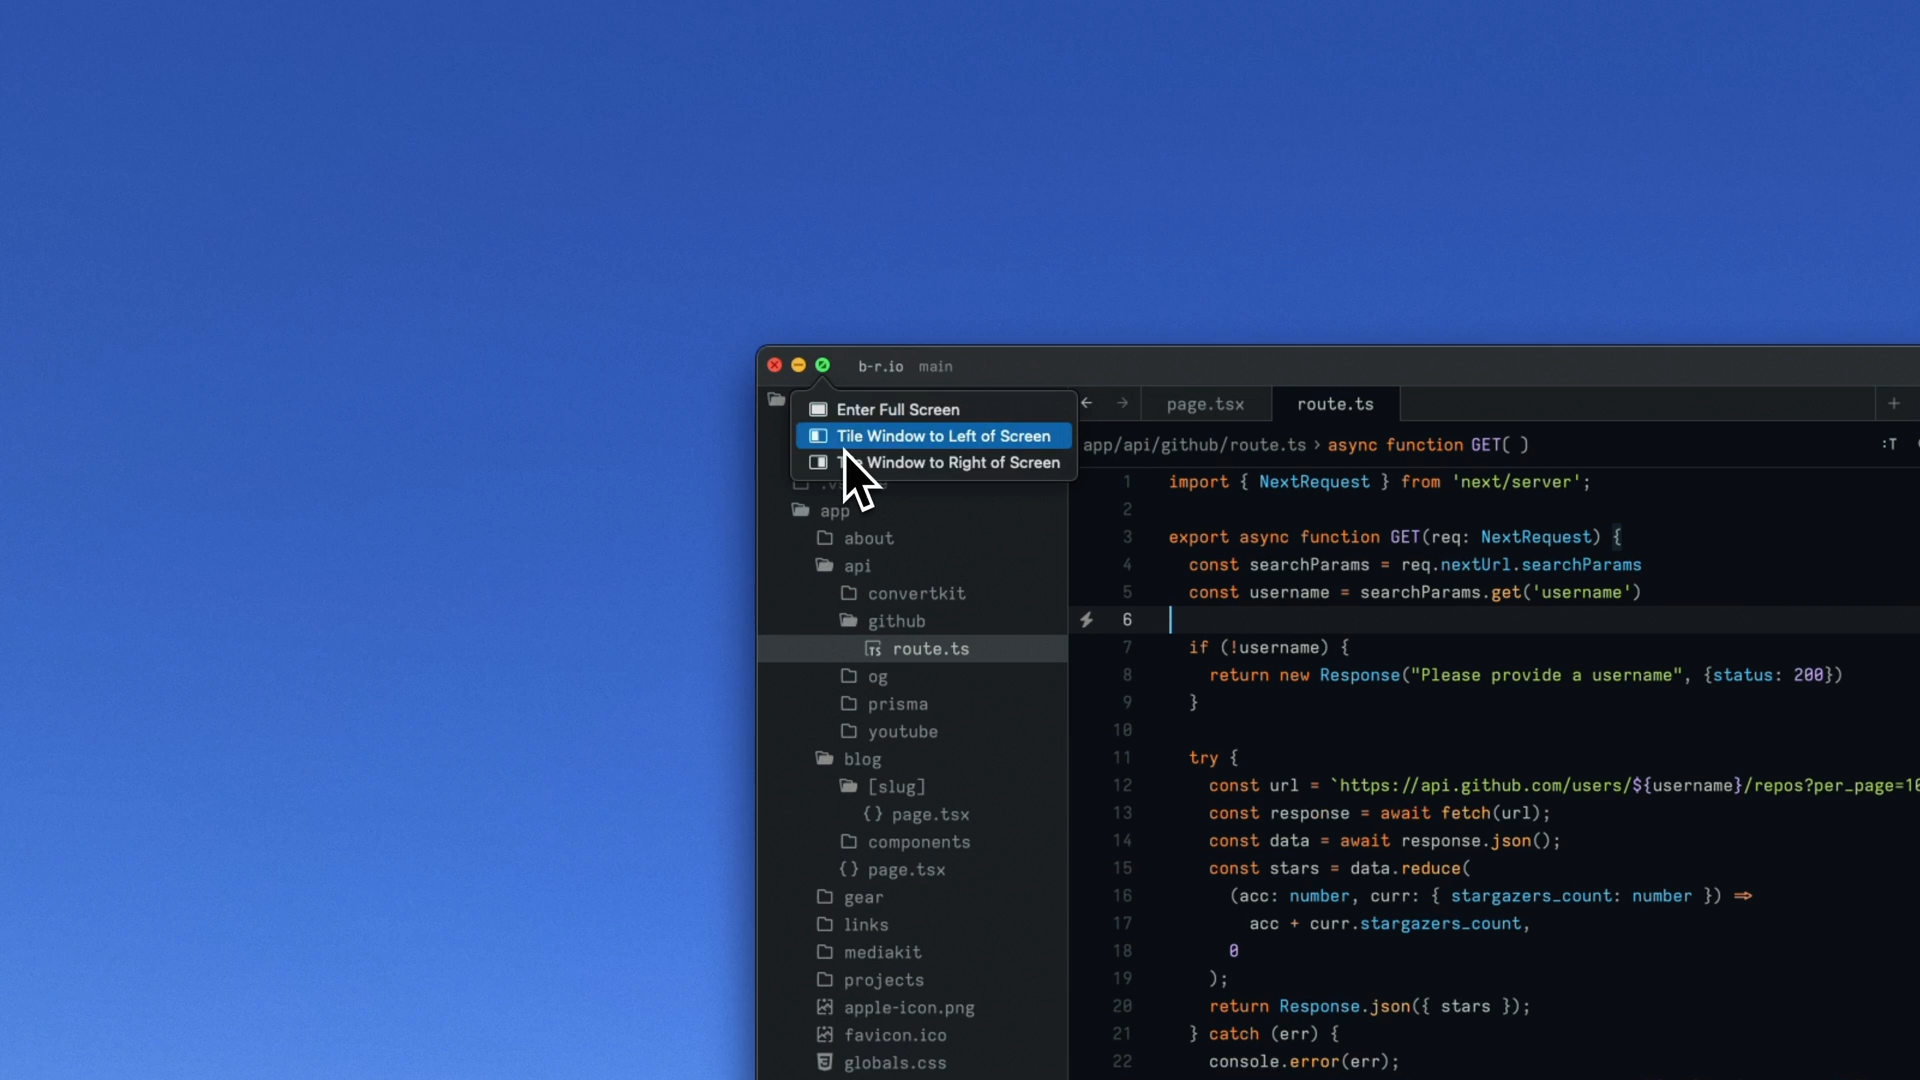 b-r.io main
Enter Full Screen
Tile Window to Left of Screen
Window to Right of Screen
app
about
api
convertkit
github
TS route.ts
og
prisma
youtube
blog
[slug]
{} page.tsx
components
{} page.tsx
gear
links
mediakit
projects
apple-icon.png
favicon.ico
globals.css
← → page.tsx route.ts +
app/api/github/route.ts › async function GET( ) :T
1 import { NextRequest } from 'next/server';
2
3 export async function GET(req: NextRequest) {
4 const searchParams = req.nextUrl.searchParams
5 const username = searchParams.get('username')
6
7 if (!username) {
8 return new Response("Please provide a username", {status: 200})
9 }
10
11 try {
12 const url = `https://api.github.com/users/${username}/repos?per_page=10
13 const response = await fetch(url);
14 const data = await response.json();
15 const stars = data.reduce(
16 (acc: number, curr: { stargazers_count: number }) =>
17 acc + curr.stargazers_count,
18 0
19 );
20 return Response.json({ stars });
21 } catch (err) {
22 console.error(err);